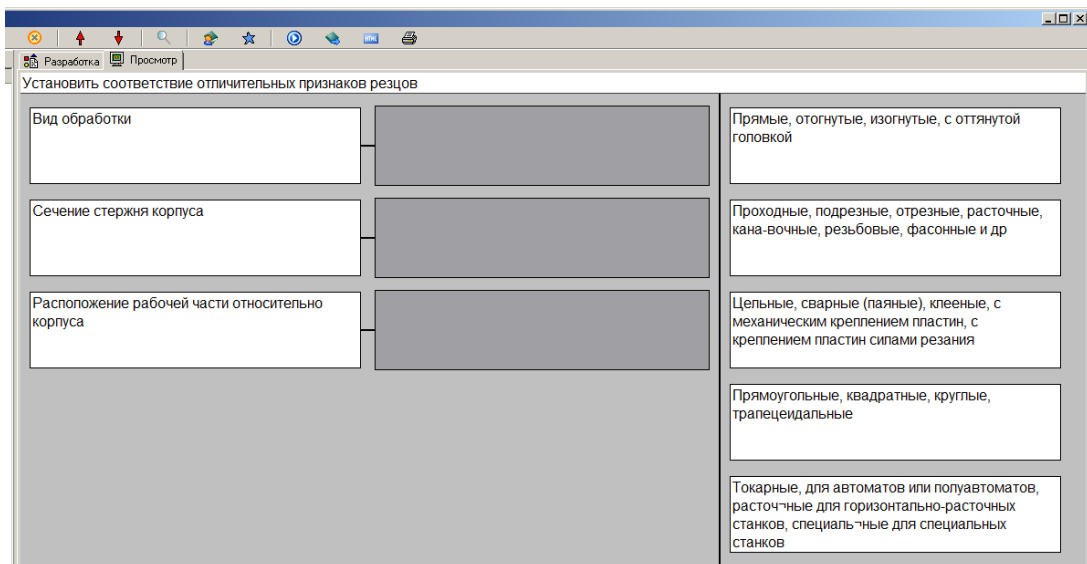 Разработка Просмотр
Установить соответствие отличительных признаков резцов
Вид обработки
Сечение стержня корпуса
Расположение рабочей части относительно
корпуса
Прямые, отогнутые, изогнутые, с оттянутой
головкой
Проходные, подрезные, отрезные, расточные,
кана-вочные, резьбовые, фасонные и др
Цельные, сварные (паяные), клееные, с
механическим креплением пластин, с
креплением пластин силами резания
Прямоугольные, квадратные, круглые,
трапецеидальные
Токарные, для автоматов или полуавтоматов,
расточ¬ные для горизонтально-расточных
станков, специаль¬ные для специальных
станков